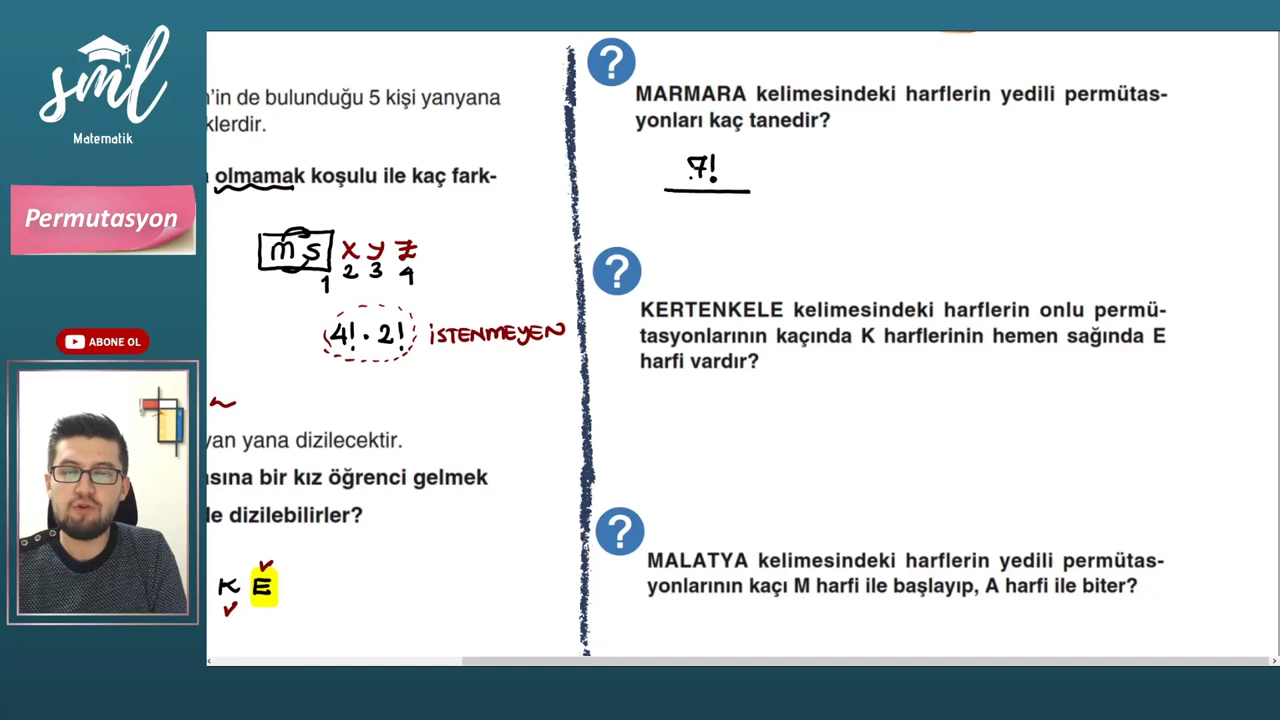 sml
Matematik
Permutasyon
ABONE OL
n'in de bulunduğu 5 kişi yanyana
klerdir.
olmamak koşulu ile kaç fark-
m s x y z
1 2 3 4
4! . 2! İSTENMEYEN
yan yana dizilecektir.
asına bir kız öğrenci gelmek
le dizilebilirler?
K E
?
MARMARA kelimesindeki harflerin yedili permütas-
yonları kaç tanedir?
7!
?
KERTENKELE kelimesindeki harflerin onlu permü-
tasyonlarının kaçında K harflerinin hemen sağında E
harfi vardır?
?
MALATYA kelimesindeki harflerin yedili permütas-
yonlarının kaçı M harfi ile başlayıp, A harfi ile biter?